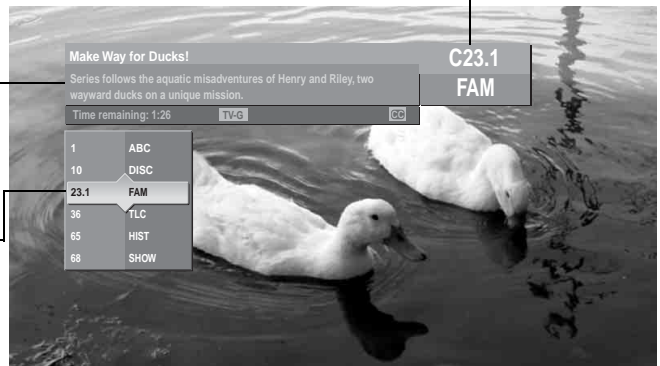 Make Way for Ducks!
C23.1
Series follows the aquatic misadventures of Henry and Riley, two
wayward ducks on a unique mission.
FAM
Time remaining: 1:26 TV-G CC
1 ABC
10 DISC
23.1 FAM
36 TLC
65 HIST
68 SHOW